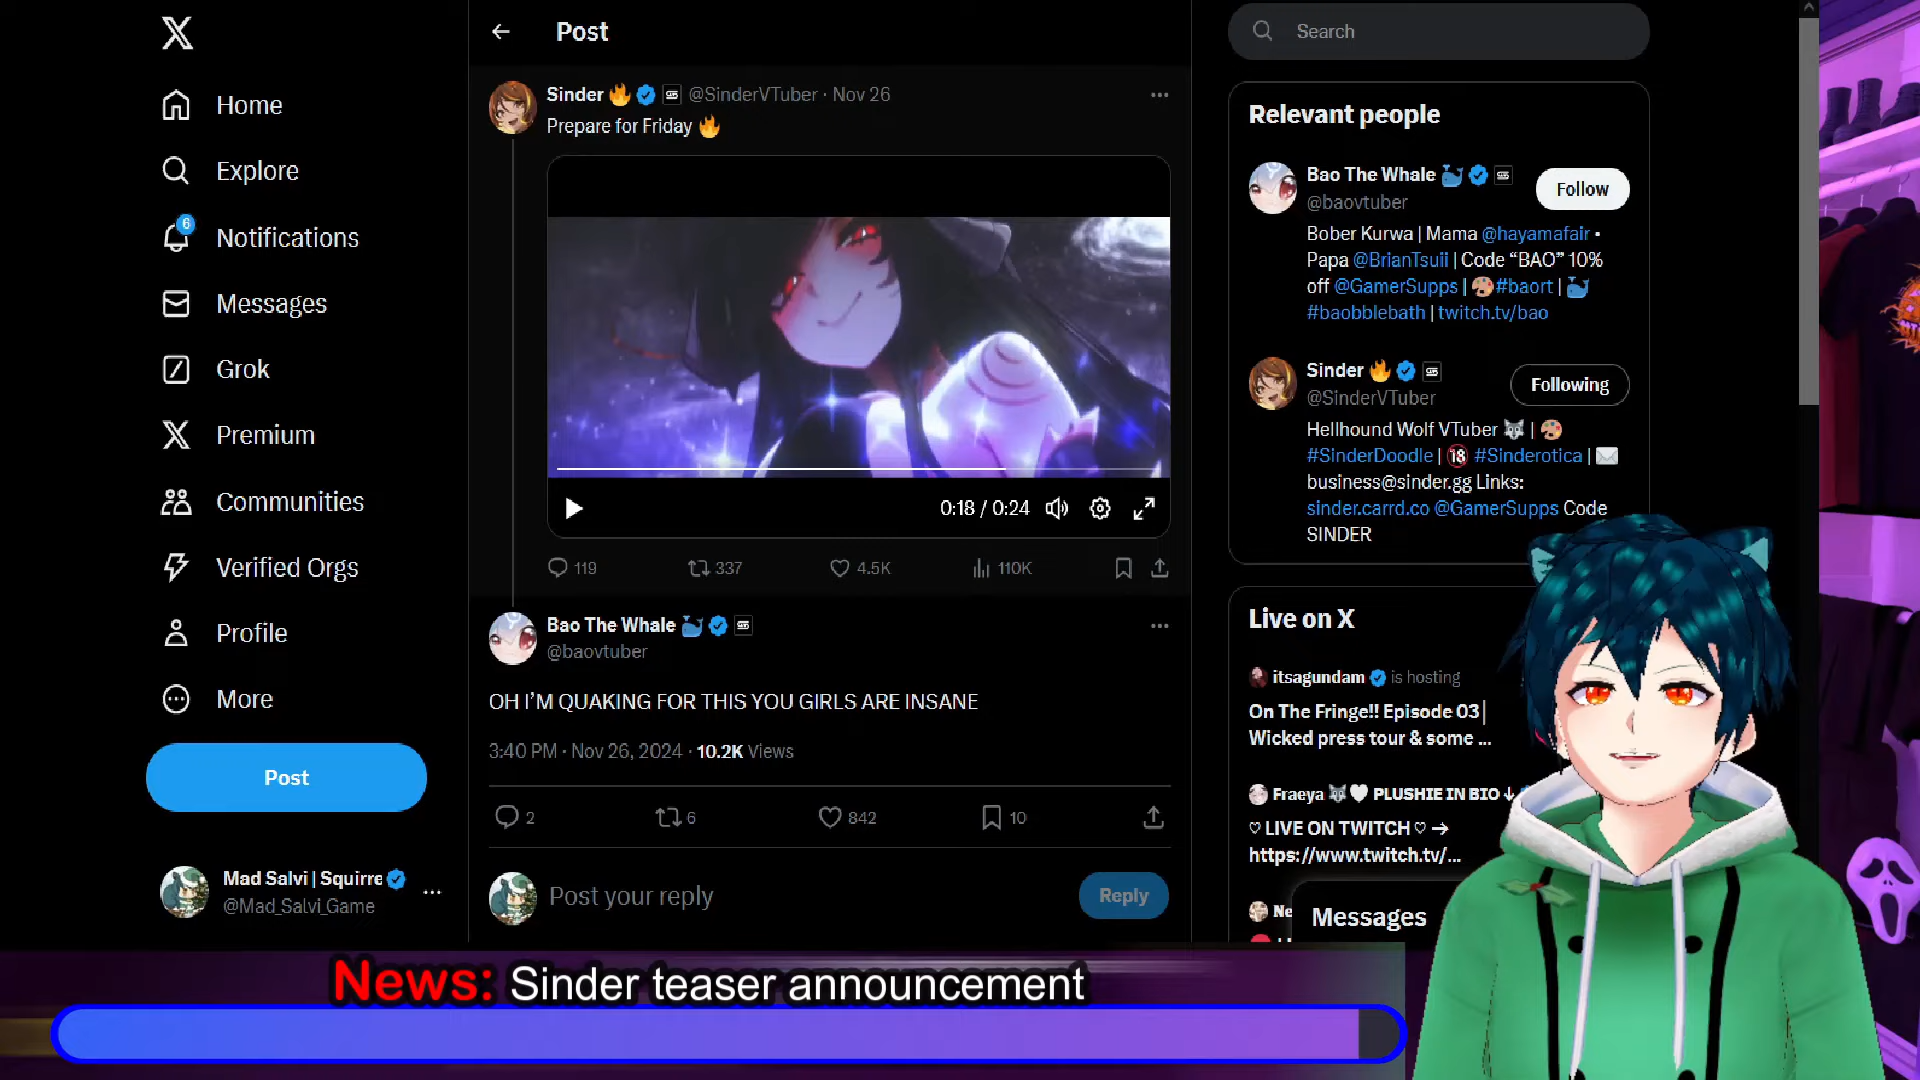 Home
Explore
6
Notifications
Messages
Grok
Premium
Communities
Verified Orgs
Profile
More
Post
Mad Salvi | Squirre
@Mad_Salvi_Game
Post
Sinder 🔥 @SinderVTuber · Nov 26
Prepare for Friday 🔥
0:18 / 0:24
119 337 4.5K 110K
Bao The Whale 🐳
@baovtuber
OH I’M QUAKING FOR THIS YOU GIRLS ARE INSANE
3:40 PM · Nov 26, 2024 · 10.2K Views
2 6 842 10
Post your reply
Reply
Search
Relevant people
Bao The Whale 🐳
@baovtuber
Follow
Bober Kurwa | Mama @hayamafair •
Papa @BrianTsuii | Code “BAO” 10%
off @GamerSupps | 🎨#baort | 🐳
#baobblebath | twitch.tv/bao
Sinder 🔥
@SinderVTuber
Following
Hellhound Wolf VTuber 🐺 | 🎨
#SinderDoodle | 🔞 #Sinderotica | ✉️
business@sinder.gg Links:
sinder.carrd.co @GamerSupps Code
SINDER
Live on X
itsagundam is hosting
On The Fringe!! Episode 03|
Wicked press tour & some ...
Fraeya 🐺🤍 PLUSHIE IN BIO ↓
♡ LIVE ON TWITCH ♡ →
https://www.twitch.tv/...
Ne
Messages
News: Sinder teaser announcement